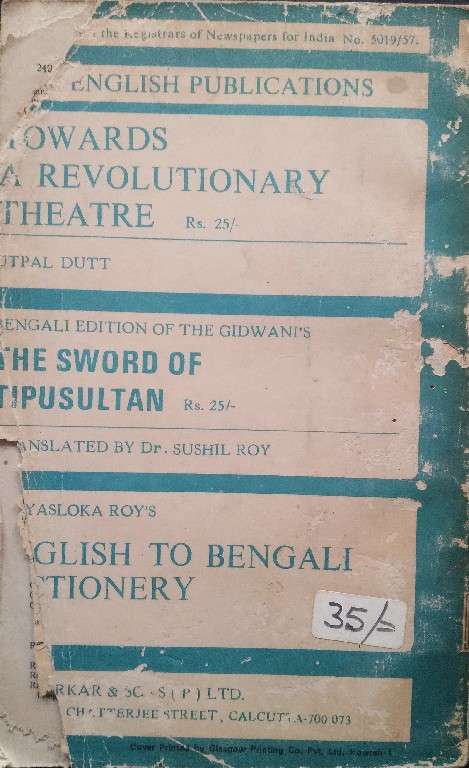 the Registrars of Newspapers for India No. 5019/57.
240
ENGLISH PUBLICATIONS
TOWARDS
A REVOLUTIONARY
THEATRE Rs. 25/-
UTPAL DUTT
BENGALI EDITION OF THE GIDWANI'S
THE SWORD OF
TIPUSULTAN Rs. 25/-
ANSLATED BY Dr. SUSHIL ROY
YASLOKA ROY'S
GLISH TO BENGALI
CTIONERY
35/=
RKAR & SONS (P) LTD.
CHATTERJEE STREET, CALCUTTA-700 073
Cover Printed by Glasgow Printing Co. Pvt. Ltd. Howrah-1